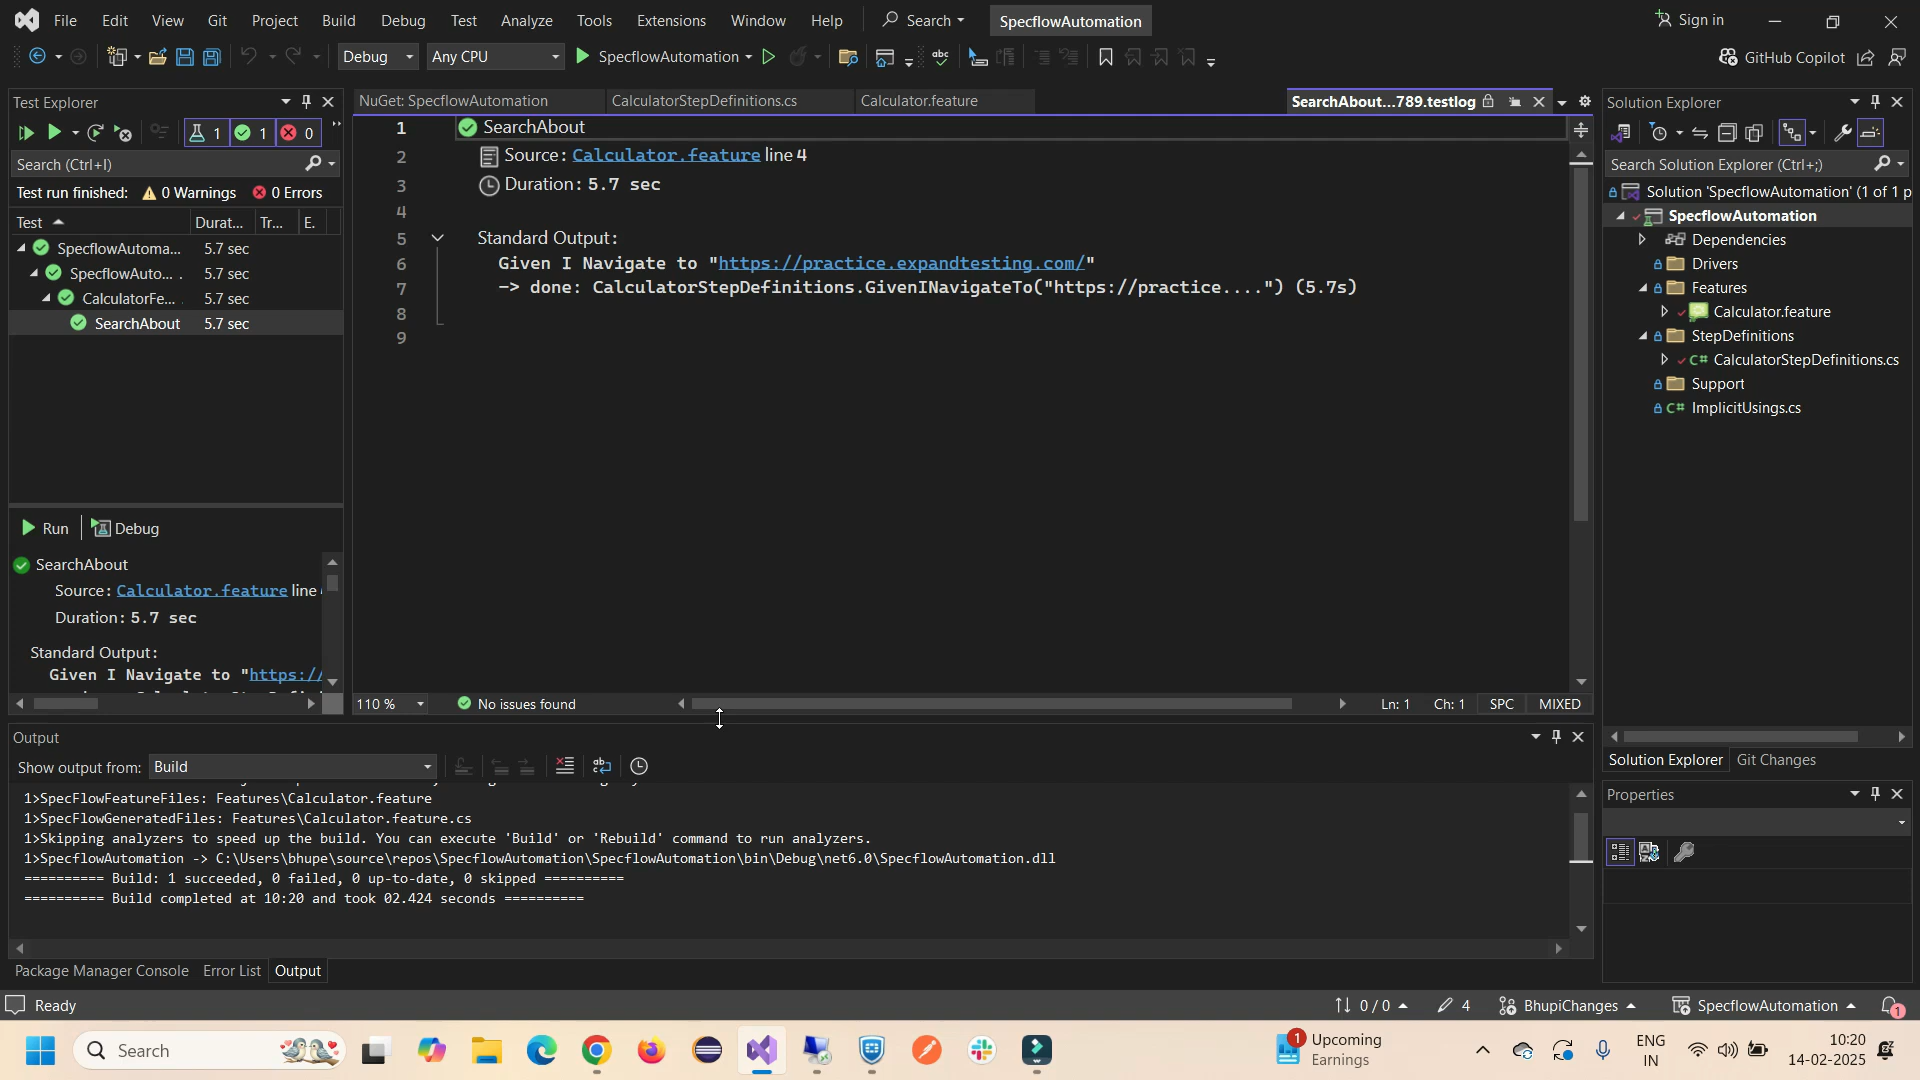 File Edit View Git Project Build Debug Test Analyze Tools Extensions Window Help Search SpecflowAutomation Sign in
Debug Any CPU SpecflowAutomation GitHub Copilot
Test Explorer
1 1 0
Search (Ctrl+I)
Test run finished: 0 Warnings 0 Errors
Test Durat... Tr... E.
SpecflowAutoma... 5.7 sec
SpecflowAuto... . 5.7 sec
CalculatorFe... 5.7 sec
SearchAbout 5.7 sec
Run Debug
SearchAbout
Source: Calculator.feature line
Duration: 5.7 sec
Standard Output:
Given I Navigate to "https://
NuGet: SpecflowAutomation CalculatorStepDefinitions.cs Calculator.feature SearchAbout...789.testlog
1 SearchAbout
2 Source: Calculator.feature line 4
3 Duration: 5.7 sec
4
5 Standard Output:
6 Given I Navigate to "https://practice.expandtesting.com/"
7 -> done: CalculatorStepDefinitions.GivenINavigateTo("https://practice....") (5.7s)
8
9
110 % No issues found Ln: 1 Ch: 1 SPC MIXED
Output
Show output from: Build
1>SpecFlowFeatureFiles: Features\Calculator.feature
1>SpecFlowGeneratedFiles: Features\Calculator.feature.cs
1>Skipping analyzers to speed up the build. You can execute 'Build' or 'Rebuild' command to run analyzers.
1>SpecflowAutomation -> C:\Users\bhupe\source\repos\SpecflowAutomation\SpecflowAutomation\bin\Debug\net6.0\SpecflowAutomation.dll
========== Build: 1 succeeded, 0 failed, 0 up-to-date, 0 skipped ==========
========== Build completed at 10:20 and took 02.424 seconds ==========
Package Manager Console Error List Output
Solution Explorer
Search Solution Explorer (Ctrl+;)
Solution 'SpecflowAutomation' (1 of 1 p
SpecflowAutomation
Dependencies
Drivers
Features
Calculator.feature
StepDefinitions
C# CalculatorStepDefinitions.cs
Support
C# ImplicitUsings.cs
Solution Explorer Git Changes
Properties
Ready 0 / 0 4 BhupiChanges SpecflowAutomation 1
Search
1 Upcoming
Earnings
ENG
IN
10:20
14-02-2025